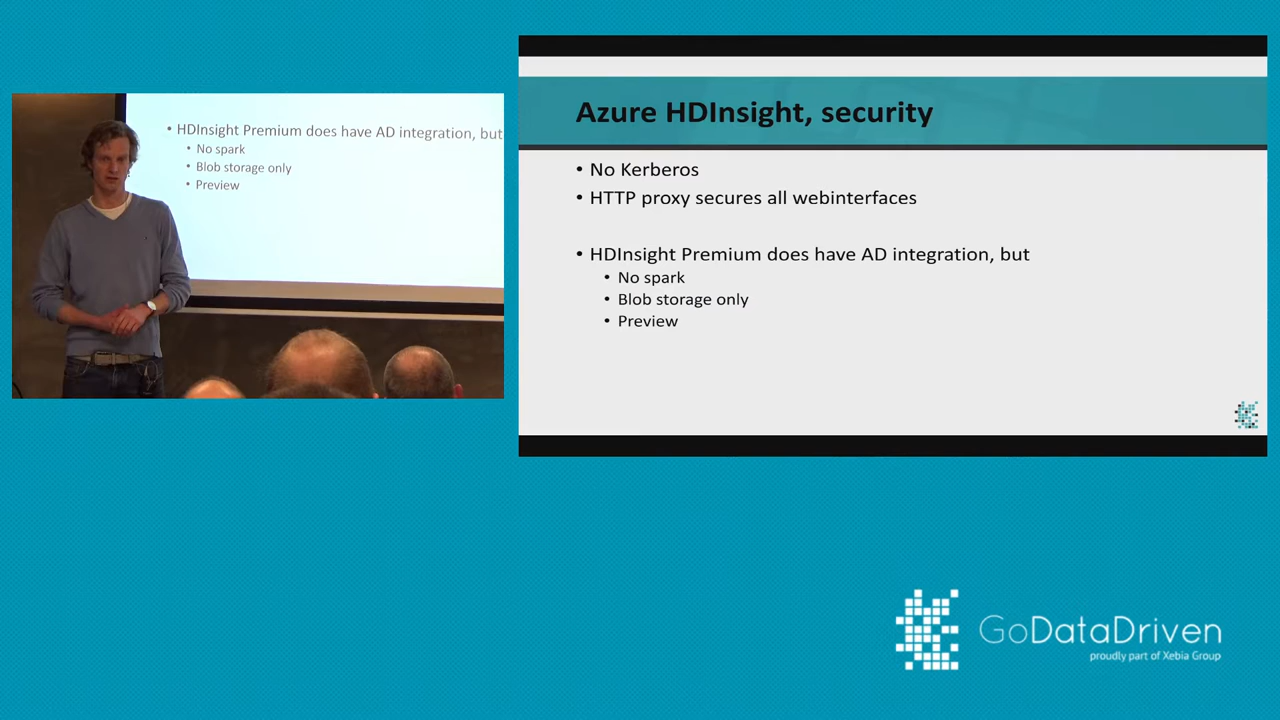 • HDInsight Premium does have AD integration, but
• No spark
• Blob storage only
• Preview
Azure HDInsight, security
• No Kerberos
• HTTP proxy secures all webinterfaces
• HDInsight Premium does have AD integration, but
• No spark
• Blob storage only
• Preview
GoDataDriven
proudly part of Xebia Group